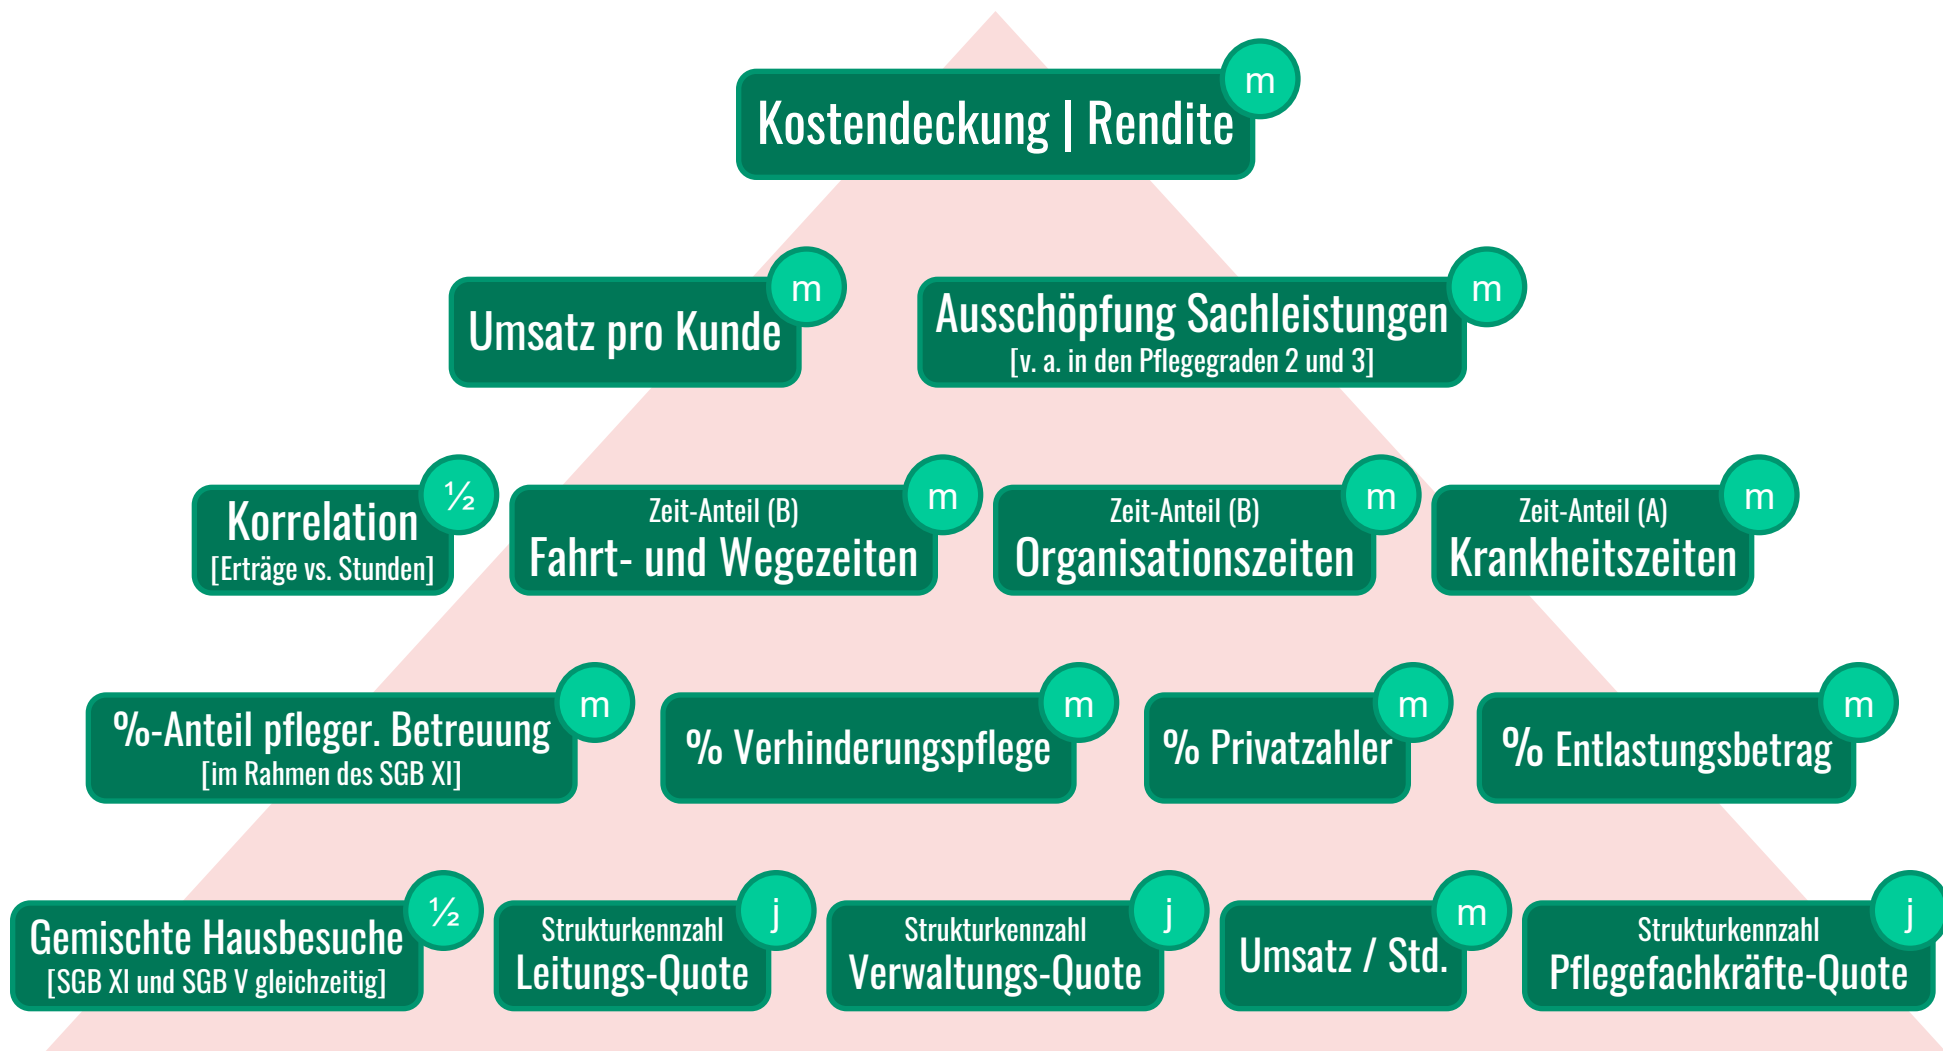 m
Kostendeckung | Rendite
m
Umsatz pro Kunde
m
Ausschöpfung Sachleistungen
[v. a. in den Pflegegraden 2 und 3]
½
Korrelation
[Erträge vs. Stunden]
m
Zeit-Anteil (B)
Fahrt- und Wegezeiten
m
Zeit-Anteil (B)
Organisationszeiten
m
Zeit-Anteil (A)
Krankheitszeiten
m
%-Anteil pfleger. Betreuung
[im Rahmen des SGB XI]
m
% Verhinderungspflege
m
% Privatzahler
m
% Entlastungsbetrag
½
Gemischte Hausbesuche
[SGB XI und SGB V gleichzeitig]
j
Strukturkennzahl
Leitungs-Quote
j
Strukturkennzahl
Verwaltungs-Quote
m
Umsatz / Std.
j
Strukturkennzahl
Pflegefachkräfte-Quote